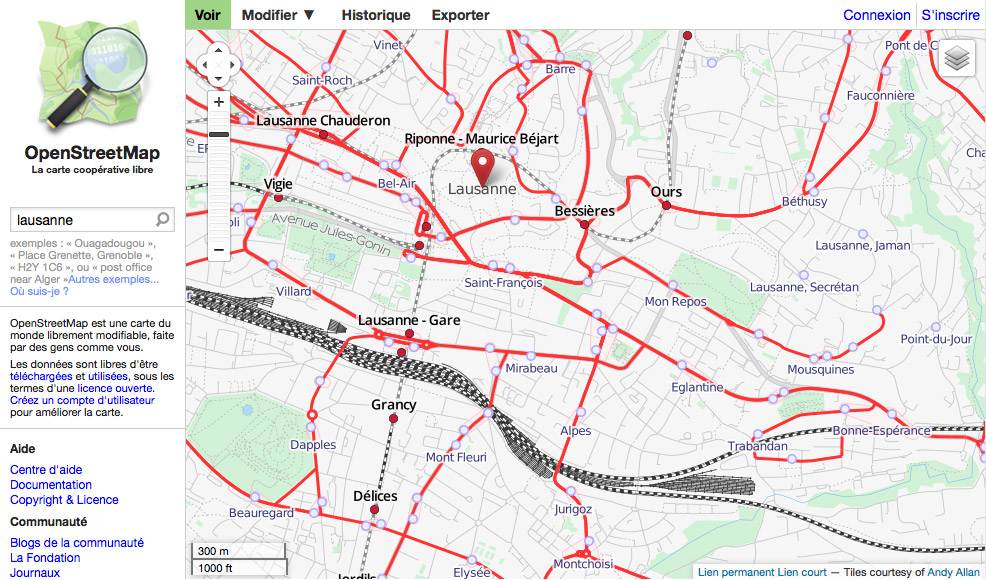 Voir
Modifier ▼
Historique
Exporter
Connexion
S'inscrire
OpenStreetMap
La carte coopérative libre
lausanne
exemples : « Ouagadougou »,
« Place Grenette, Grenoble »,
« H2Y 1C6 », ou « post office
near Alger »Autres exemples...
Où suis-je ?
OpenStreetMap est une carte du
monde librement modifiable, faite
par des gens comme vous.
Les données sont libres d'être
téléchargées et utilisées, sous les
termes d'une licence ouverte.
Créez un compte d'utilisateur
pour améliorer la carte.
Aide
Centre d'aide
Documentation
Copyright & Licence
Communauté
Blogs de la communauté
La Fondation
Journaux
Vinet
Pont de C
Barre
Saint-Roch
Fauconnière
Lausanne Chauderon
Riponne - Maurice Béjart
Bel-Air
Vigie
Lausanne
Ours
Béthusy
Bessières
Avenue Jules-Gonin
Lausanne, Jaman
Saint-François
Lausanne, Secrétan
Villard
Mon Repos
Lausanne - Gare
Point-du-Jour
Mirabeau
Mousquines
Eglantine
Grancy
Alpes
Bonne-Espérance
Dapples
Trabandan
Mont Fleuri
Délices
Beauregard
Jurigoz
300 m
1000 ft
Montchoisi
Elysée
Lien permanent Lien court — Tiles courtesy of Andy Allan